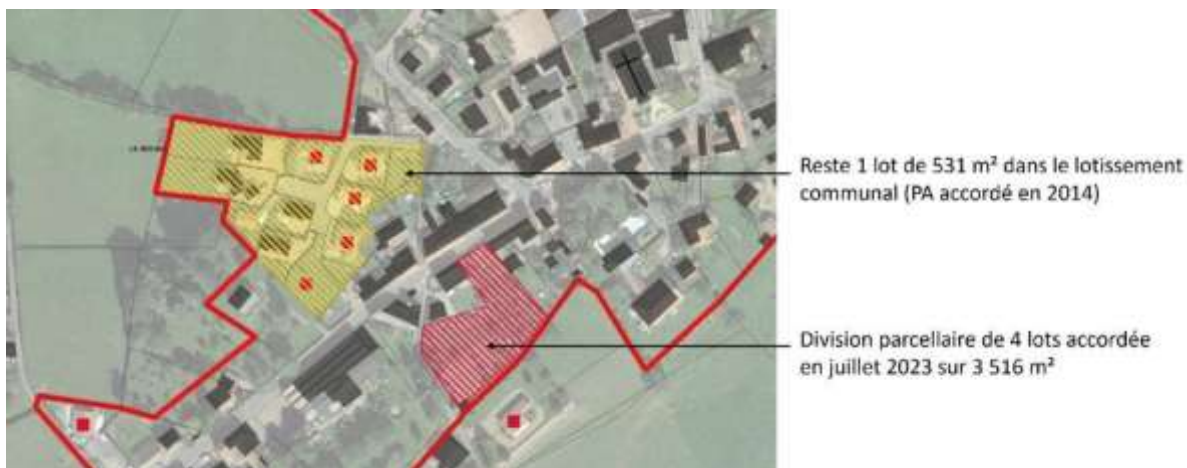 Reste 1 lot de 531 m² dans le lotissement
communal (PA accordé en 2014)
Division parcellaire de 4 lots accordée
en juillet 2023 sur 3 516 m²